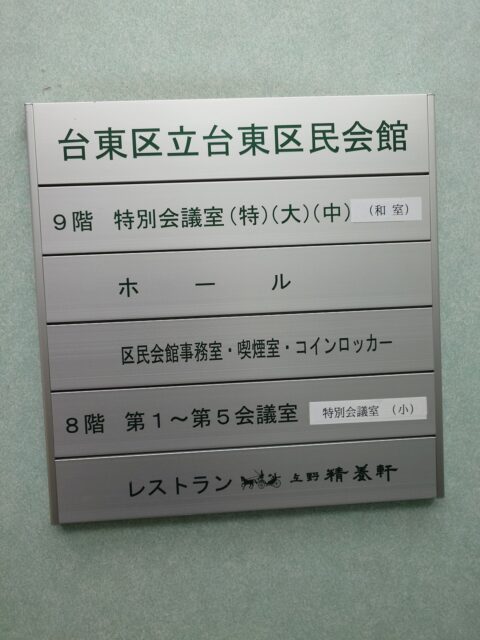 台東区立台東区民会館
9階 特別会議室(特)(大)(中) (和 室)
ホール
区民会館事務室・喫煙室・コインロッカー
8階 第1~第5会議室 特別会議室 (小)
レストラン 上野 精養軒